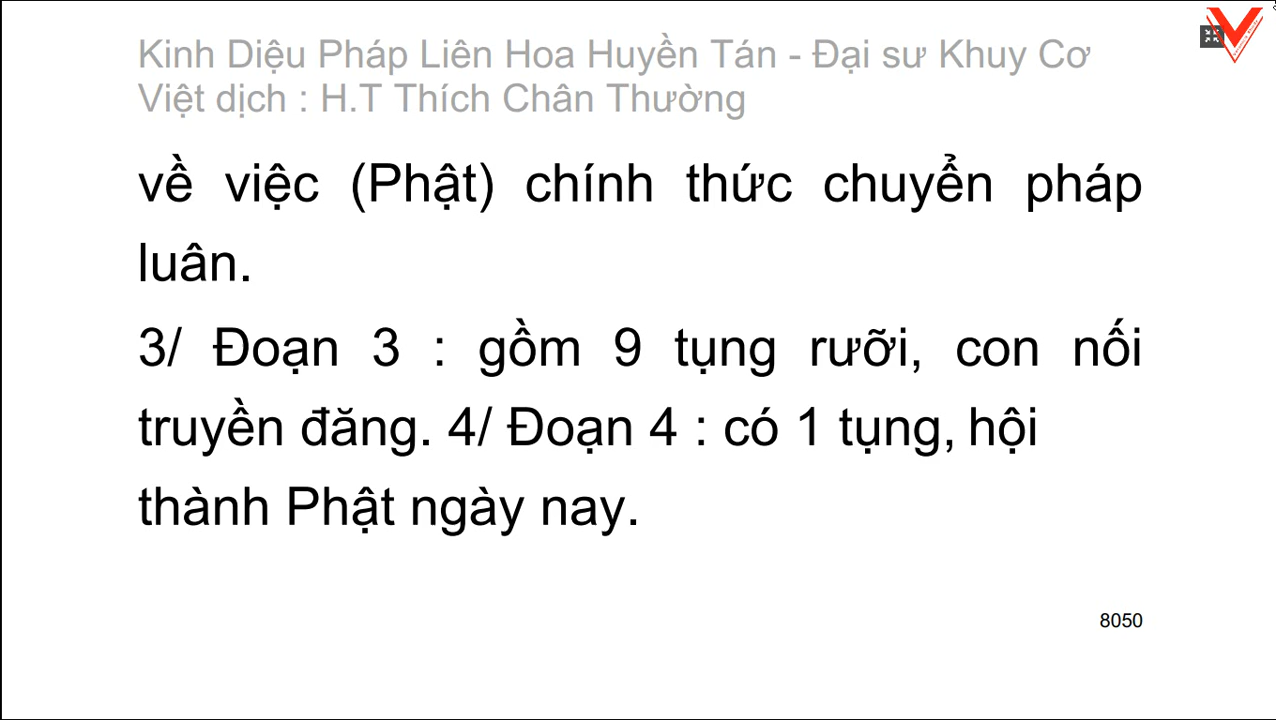 Kinh Diệu Pháp Liên Hoa Huyền Tán - Đại sư Khuy Cơ
Việt dịch : H.T Thích Chân Thường
về việc (Phật) chính thức chuyển pháp
luân.
3/ Đoạn 3 : gồm 9 tụng rưỡi, con nối
truyền đăng. 4/ Đoạn 4 : có 1 tụng, hội
thành Phật ngày nay.
8050